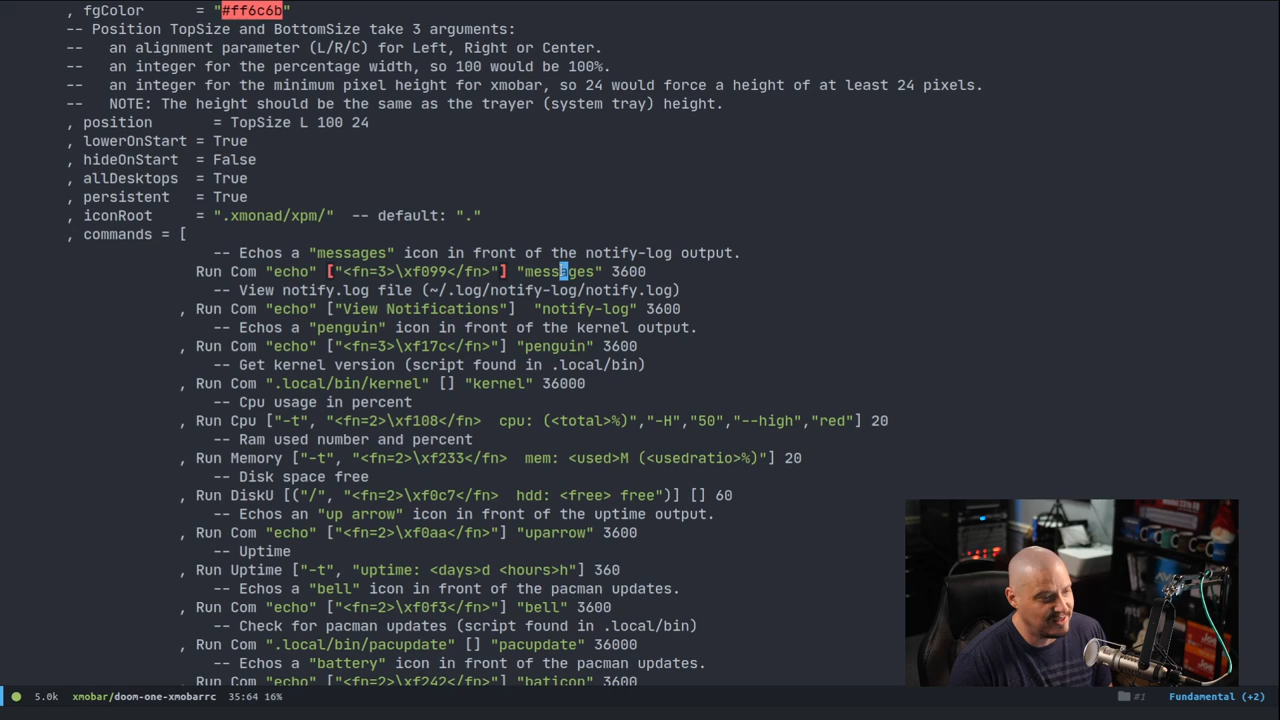 , fgColor      = "#ff6c6b"
-- Position TopSize and BottomSize take 3 arguments:
--   an alignment parameter (L/R/C) for Left, Right or Center.
--   an integer for the percentage width, so 100 would be 100%.
--   an integer for the minimum pixel height for xmobar, so 24 would force a height of at least 24 pixels.
--   NOTE: The height should be the same as the trayer (system tray) height.
, position       = TopSize L 100 24
, lowerOnStart = True
, hideOnStart  = False
, allDesktops  = True
, persistent   = True
, iconRoot     = ".xmonad/xpm/"  -- default: "."
, commands = [
-- Echos a "messages" icon in front of the notify-log output.
Run Com "echo" ["<fn=3>\xf099</fn>"] "messages" 3600
-- View notify.log file (~/.log/notify-log/notify.log)
, Run Com "echo" ["View Notifications"]  "notify-log" 3600
-- Echos a "penguin" icon in front of the kernel output.
, Run Com "echo" ["<fn=3>\xf17c</fn>"] "penguin" 3600
-- Get kernel version (script found in .local/bin)
, Run Com ".local/bin/kernel" [] "kernel" 36000
-- Cpu usage in percent
, Run Cpu ["-t", "<fn=2>\xf108</fn>  cpu: (<total>%)","-H","50","--high","red"] 20
-- Ram used number and percent
, Run Memory ["-t", "<fn=2>\xf233</fn>  mem: <used>M (<usedratio>%)"] 20
-- Disk space free
, Run DiskU [("/", "<fn=2>\xf0c7</fn>  hdd: <free> free")] [] 60
-- Echos an "up arrow" icon in front of the uptime output.
, Run Com "echo" ["<fn=2>\xf0aa</fn>"] "uparrow" 3600
-- Uptime
, Run Uptime ["-t", "uptime: <days>d <hours>h"] 360
-- Echos a "bell" icon in front of the pacman updates.
, Run Com "echo" ["<fn=2>\xf0f3</fn>"] "bell" 3600
-- Check for pacman updates (script found in .local/bin)
, Run Com ".local/bin/pacupdate" [] "pacupdate" 36000
-- Echos a "battery" icon in front of the pacman updates.
, Run Com "echo" ["<fn=2>\xf242</fn>"] "baticon" 3600
5.0k  xmobar/doom-one-xmobarrc  35:64 16%  #1  Fundamental (+2)